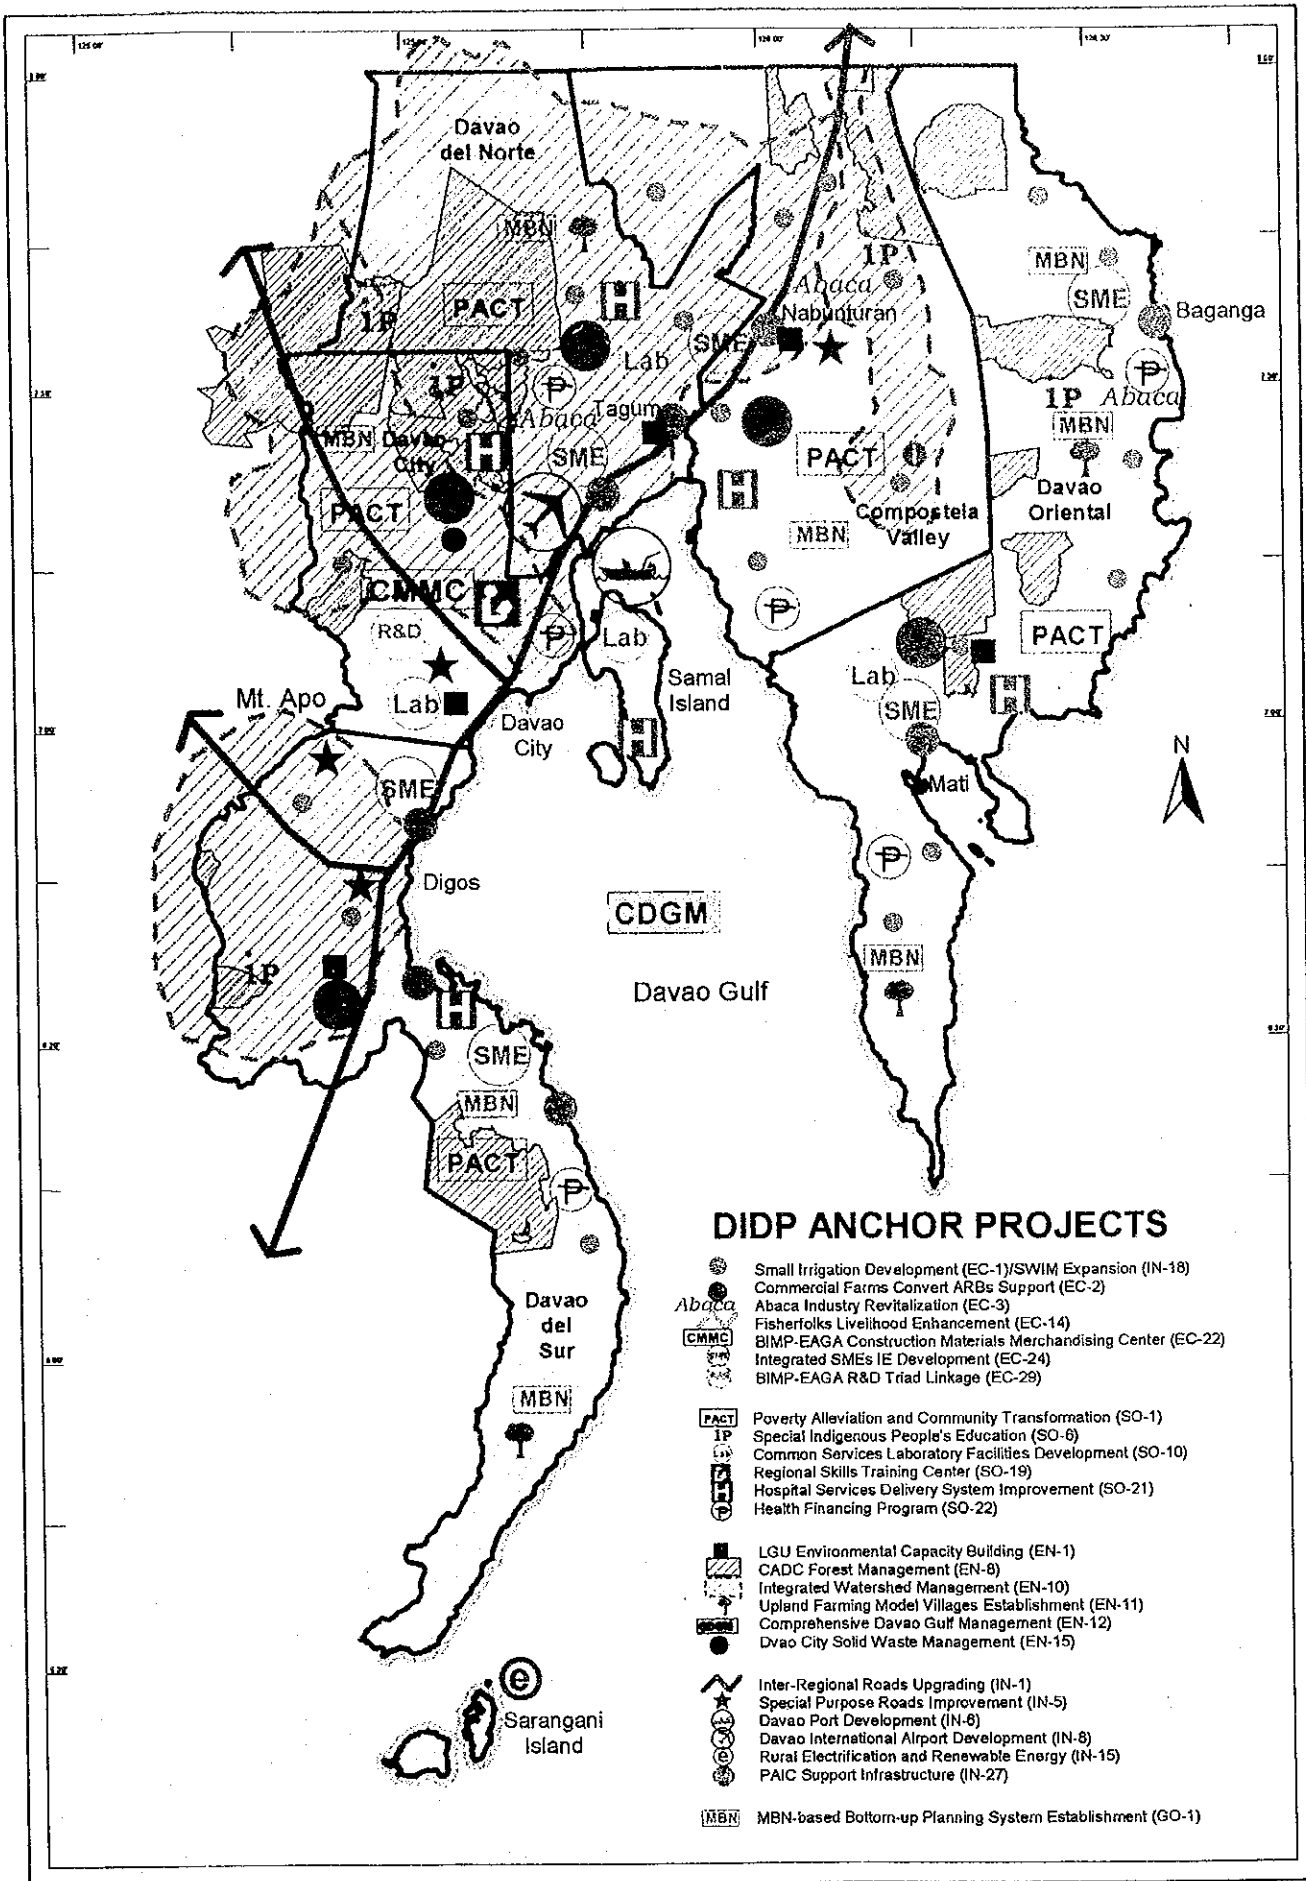 125 00'
126 00'
126 30'
Davao
del Norte
MBN
PACT
1P
H
Lab
SME
Abaca
Nabunturan
1P
MBN
SME
Baganga
P
1P
Abaca
MBN
Davao
Oriental
PACT
iP
P
Abaca
Tagum
MBN
Davao
City
H
SME
PACT
CMMC
R&D
Lab
P
Lab
H
PACT
H
Compostela
Valley
MBN
P
Samal
Island
H
Lab
SME
H
Mati
P
MBN
Mt. Apo
Davao
City
SME
Digos
iP
H
SME
MBN
PACT
P
CDGM
Davao Gulf
N
Davao
del
Sur
MBN
e
Sarangani
Island
DIDP ANCHOR PROJECTS
Small Irrigation Development (EC-1)/SWIM Expansion (IN-18)
Commercial Farms Convert ARBs Support (EC-2)
Abaca Abaca Industry Revitalization (EC-3)
Fisherfolks Livelihood Enhancement (EC-14)
CMMC BIMP-EAGA Construction Materials Merchandising Center (EC-22)
Integrated SMEs IE Development (EC-24)
BIMP-EAGA R&D Triad Linkage (EC-29)
PACT Poverty Alleviation and Community Transformation (SO-1)
1P Special Indigenous People's Education (SO-6)
Lab Common Services Laboratory Facilities Development (SO-10)
Regional Skills Training Center (SO-19)
H Hospital Services Delivery System Improvement (SO-21)
P Health Financing Program (SO-22)
LGU Environmental Capacity Building (EN-1)
CADC Forest Management (EN-8)
Integrated Watershed Management (EN-10)
Upland Farming Model Villages Establishment (EN-11)
CDGM Comprehensive Davao Gulf Management (EN-12)
Dvao City Solid Waste Management (EN-15)
Inter-Regional Roads Upgrading (IN-1)
Special Purpose Roads Improvement (IN-5)
Davao Port Development (IN-6)
Davao International Airport Development (IN-8)
e Rural Electrification and Renewable Energy (IN-15)
PAIC Support Infrastructure (IN-27)
MBN MBN-based Bottom-up Planning System Establishment (GO-1)